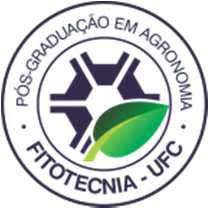 PÓS-GRADUAÇÃO EM AGRONOMIA
FITOTECNIA - UFC